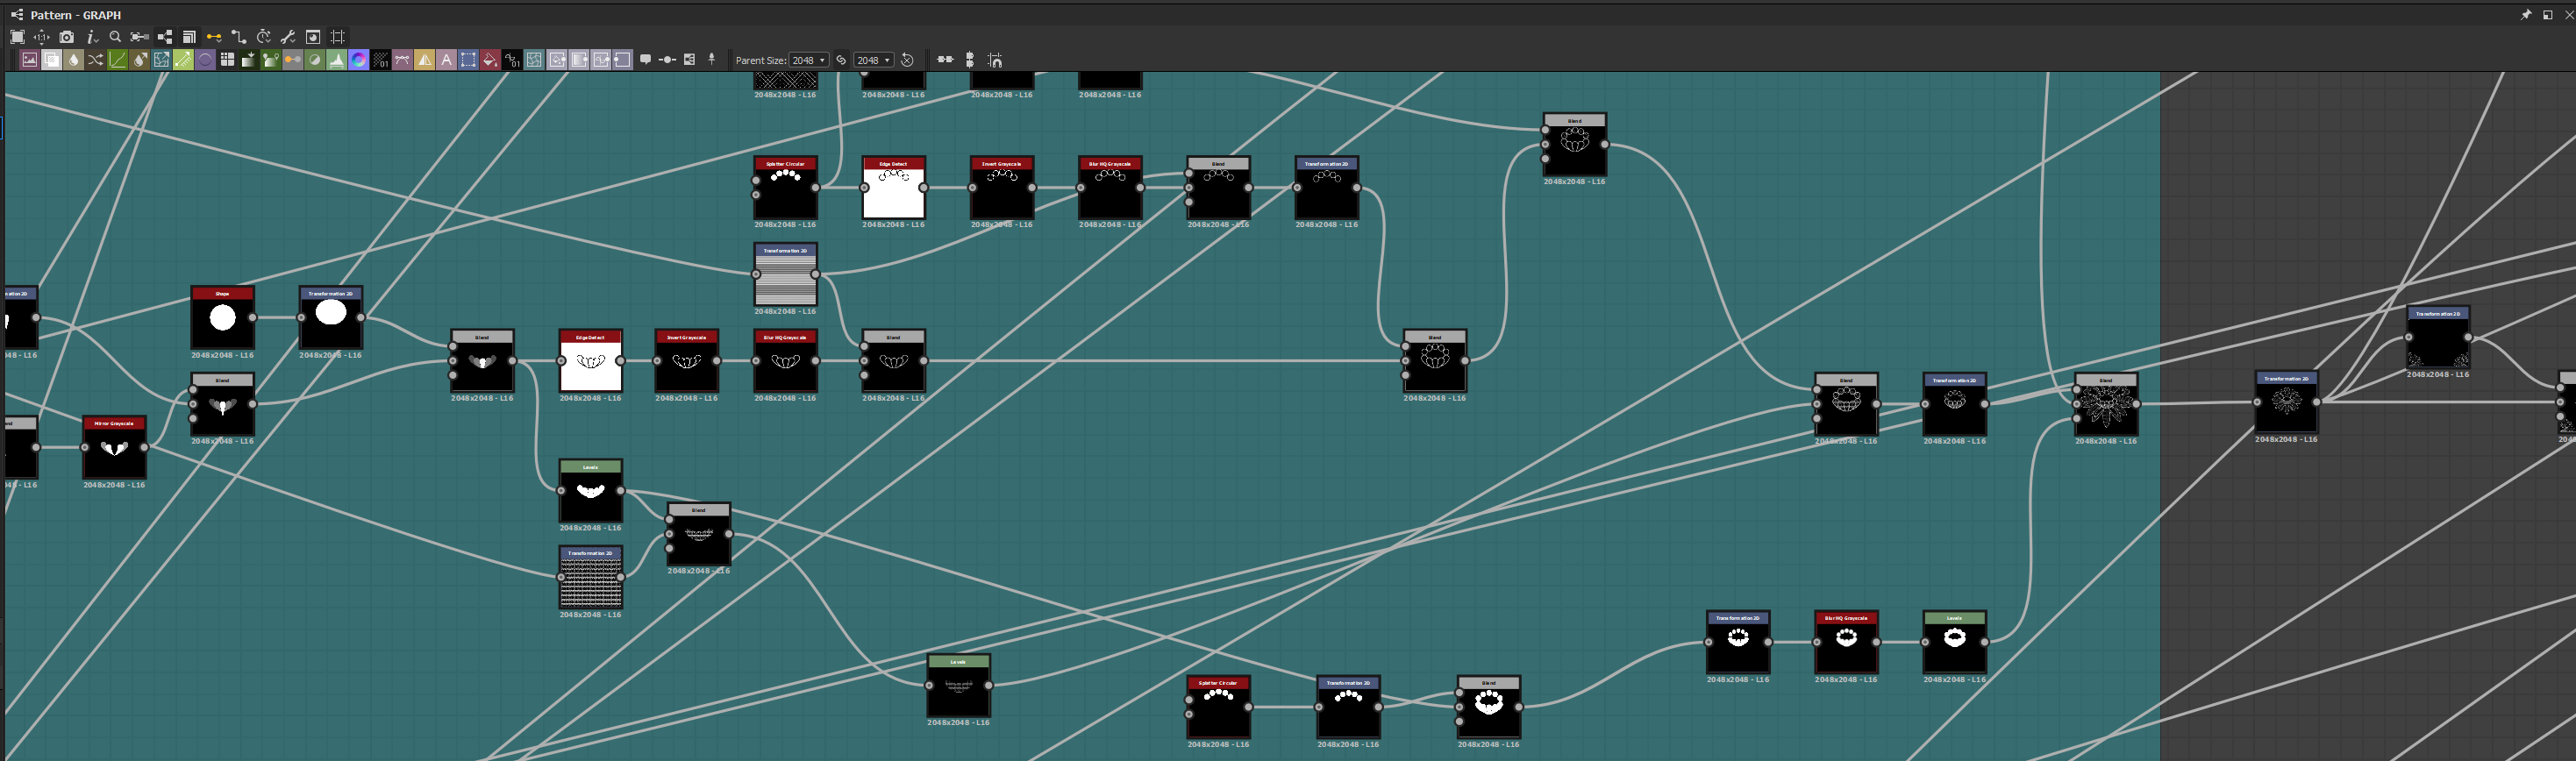 Pattern - GRAPH
Parent Size: 2048 2048
2048x2048 - L16 2048x2048 - L16 2048x2048 - L16 2048x2048 - L16
Blend
2048x2048 - L16
Splatter Circular Edge Detect Invert Grayscale Blur HQ Grayscale Blend Transformation 2D
2048x2048 - L16 2048x2048 - L16 2048x2048 - L16 2048x2048 - L16 2048x2048 - L16 2048x2048 - L16
Transformation 2D
2048x2048 - L16
mation 2D Shape Transformation 2D
048 - L16 2048x2048 - L16 2048x2048 - L16
Transformation 2D
2048x2048 - L16
Blend Edge Detect Invert Grayscale Blur HQ Grayscale Blend Blend
2048x2048 - L16 2048x2048 - L16 2048x2048 - L16 2048x2048 - L16 2048x2048 - L16 2048x2048 - L16
Blend Blend Transformation 2D Blend Transformation 2D
2048x2048 - L16 2048x2048 - L16 2048x2048 - L16 2048x2048 - L16 2048x2048 - L16
Mirror Grayscale
048 - L16 2048x2048 - L16
Levels
2048x2048 - L16
Blend
2048x2048 - L16
Transformation 2D
2048x2048 - L16
Transformation 2D Blur HQ Grayscale Levels
2048x2048 - L16 2048x2048 - L16 2048x2048 - L16
Levels
2048x2048 - L16
Splatter Circular Transformation 2D Blend
2048x2048 - L16 2048x2048 - L16 2048x2048 - L16